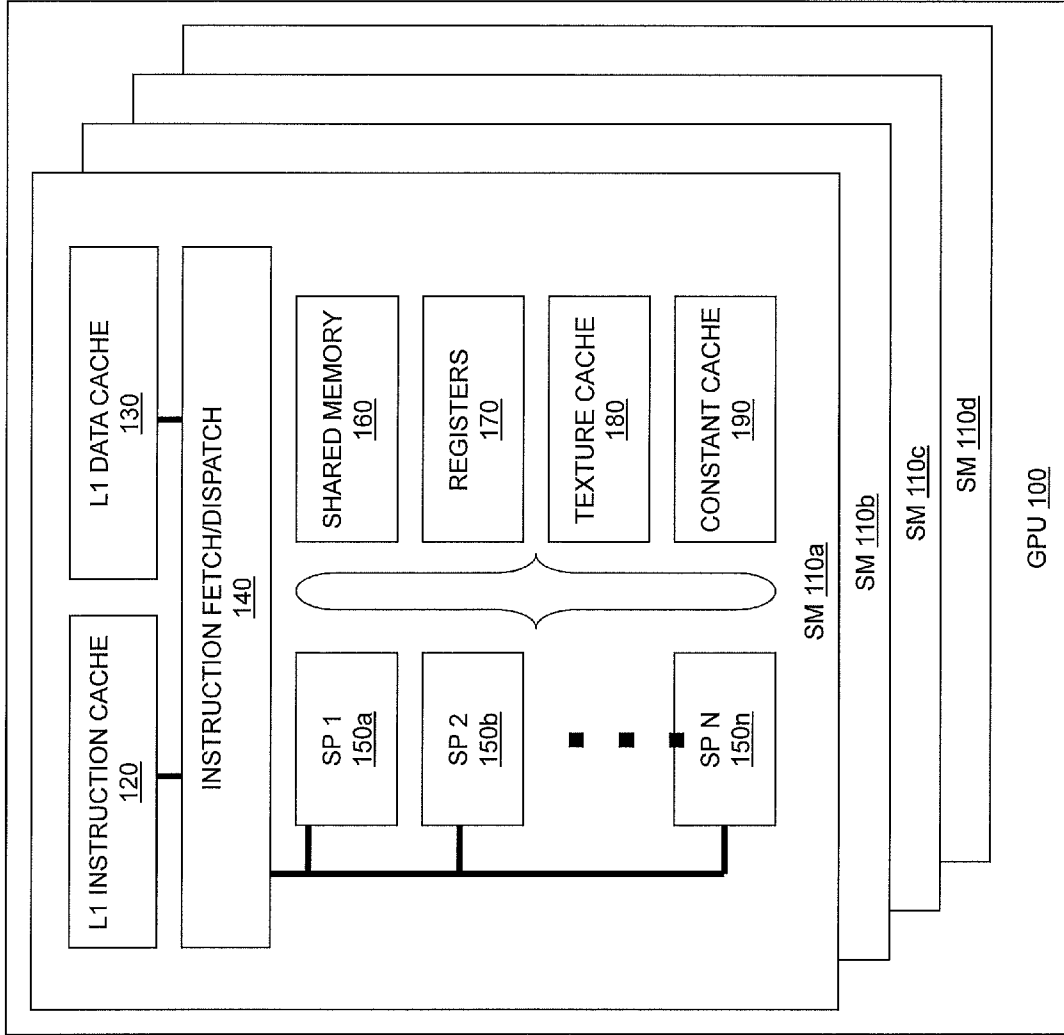 L1 INSTRUCTION CACHE
120
L1 DATA CACHE
130
INSTRUCTION FETCH/DISPATCH
140
SP 1
150a
SHARED MEMORY
160
SP 2
150b
REGISTERS
170
TEXTURE CACHE
180
SP N
150n
CONSTANT CACHE
190
SM 110a
SM 110b
SM 110c
SM 110d
GPU 100